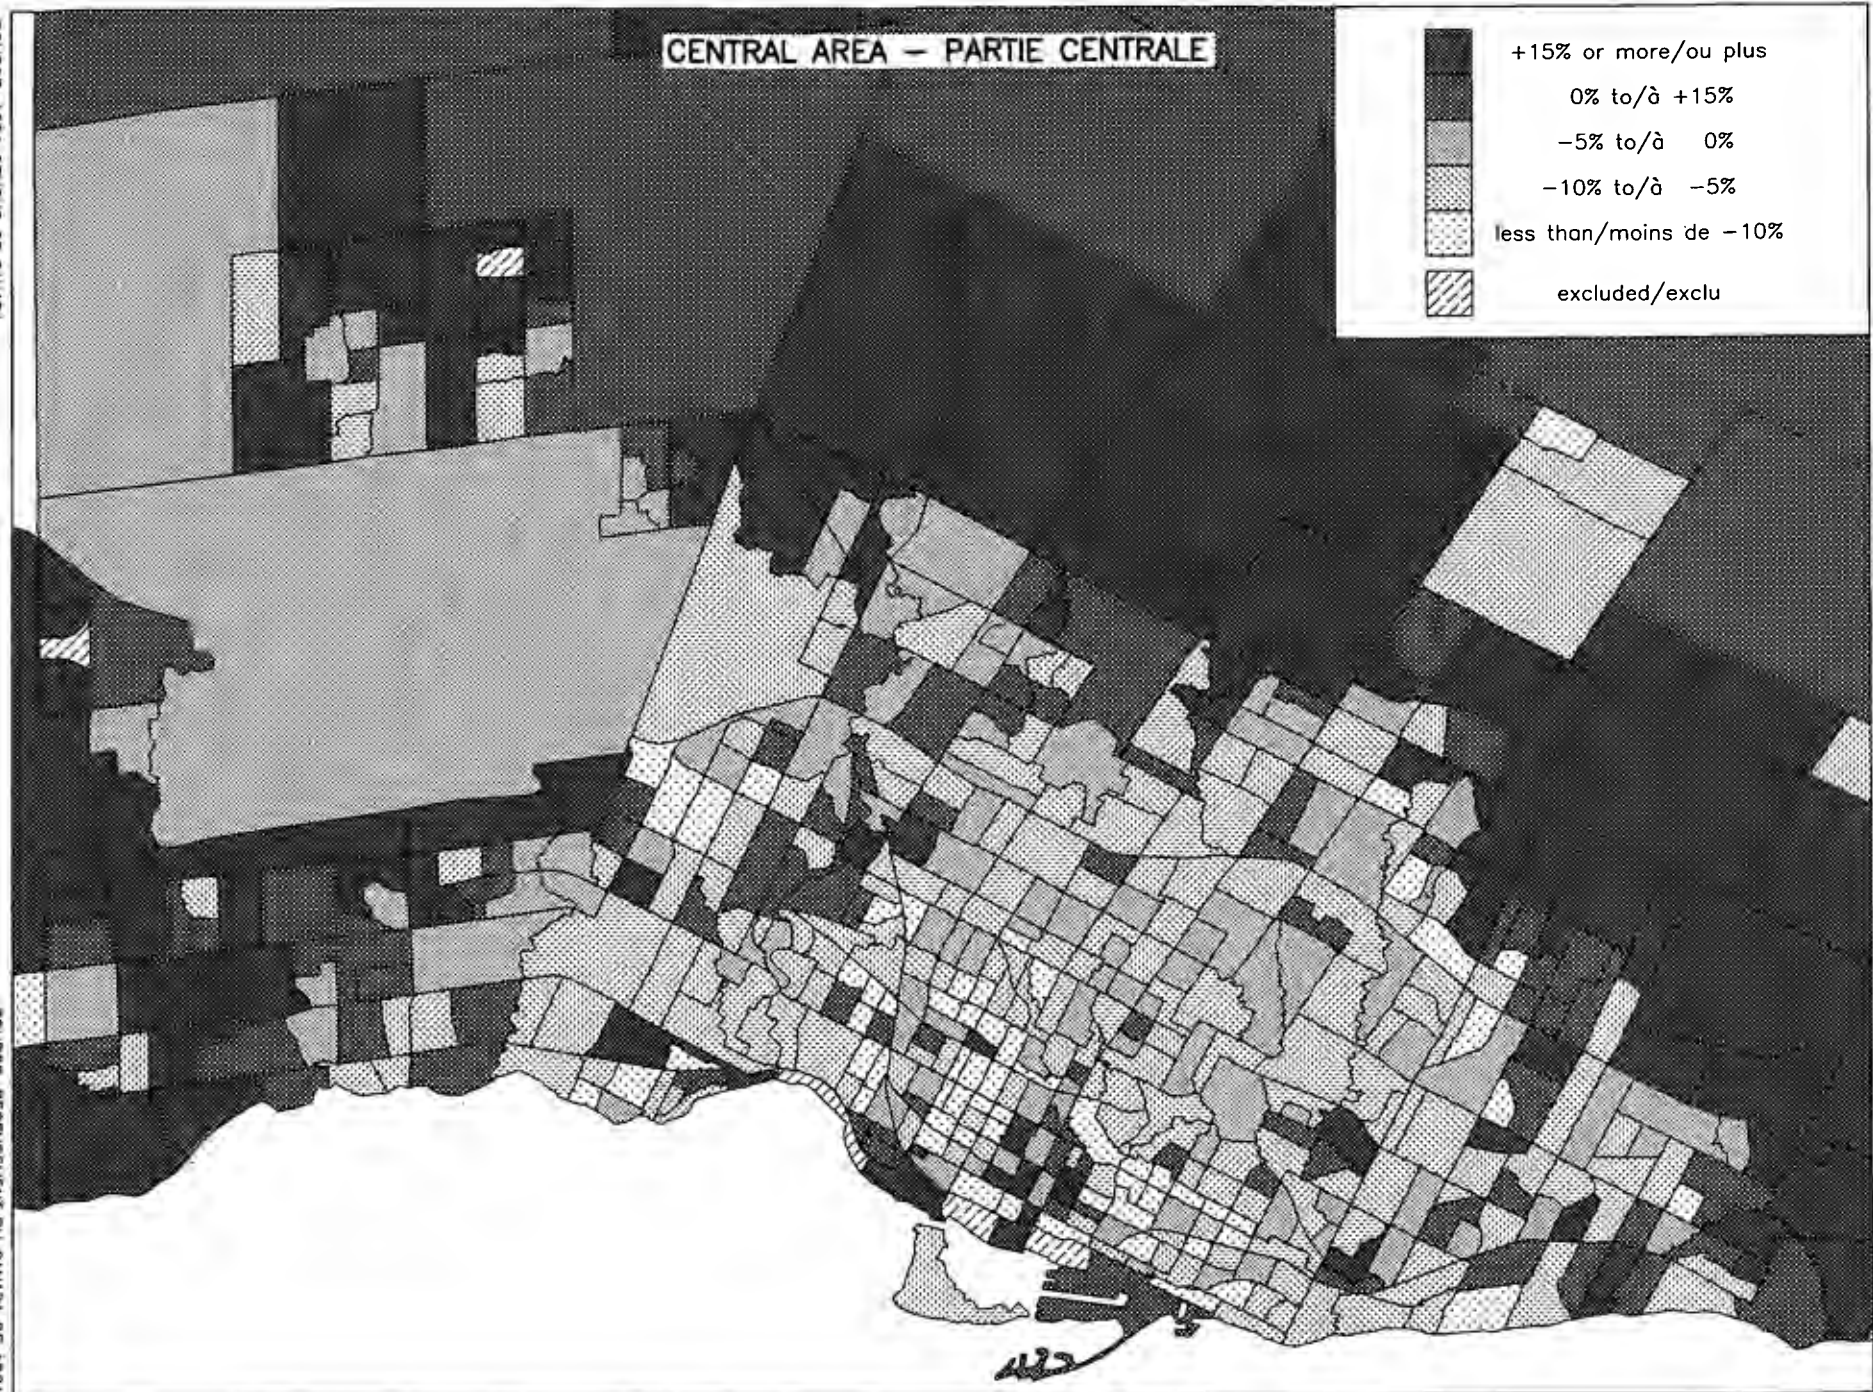 CENTRAL AREA – PARTIE CENTRALE
+15% or more/ou plus
0% to/à +15%
−5% to/à 0%
−10% to/à −5%
less than/moins de −10%
excluded/exclu